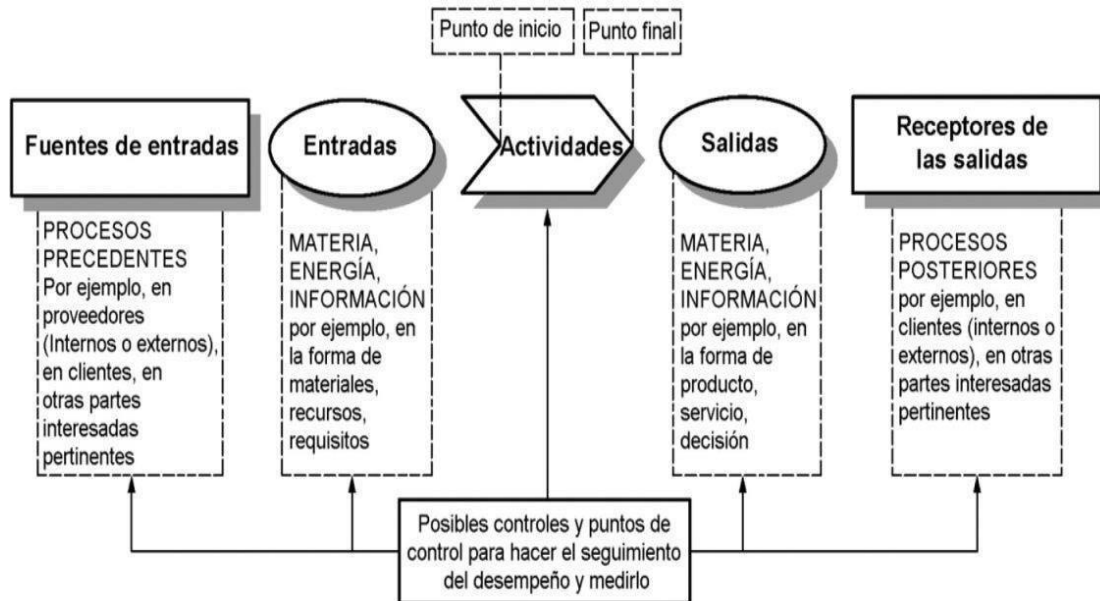 Punto de inicio
Punto final
Fuentes de entradas
Entradas
Actividades
Salidas
Receptores de
las salidas
PROCESOS
PRECEDENTES
Por ejemplo, en
proveedores
(Internos o externos),
en clientes, en
otras partes
interesadas
pertinentes
MATERIA,
ENERGÍA,
INFORMACIÓN
por ejemplo, en
la forma de
materiales,
recursos,
requisitos
MATERIA,
ENERGÍA,
INFORMACIÓN
por ejemplo, en
la forma de
producto,
servicio,
decisión
PROCESOS
POSTERIORES
por ejemplo, en
clientes (internos o
externos), en otras
partes interesadas
pertinentes
Posibles controles y puntos de
control para hacer el seguimiento
del desempeño y medirlo